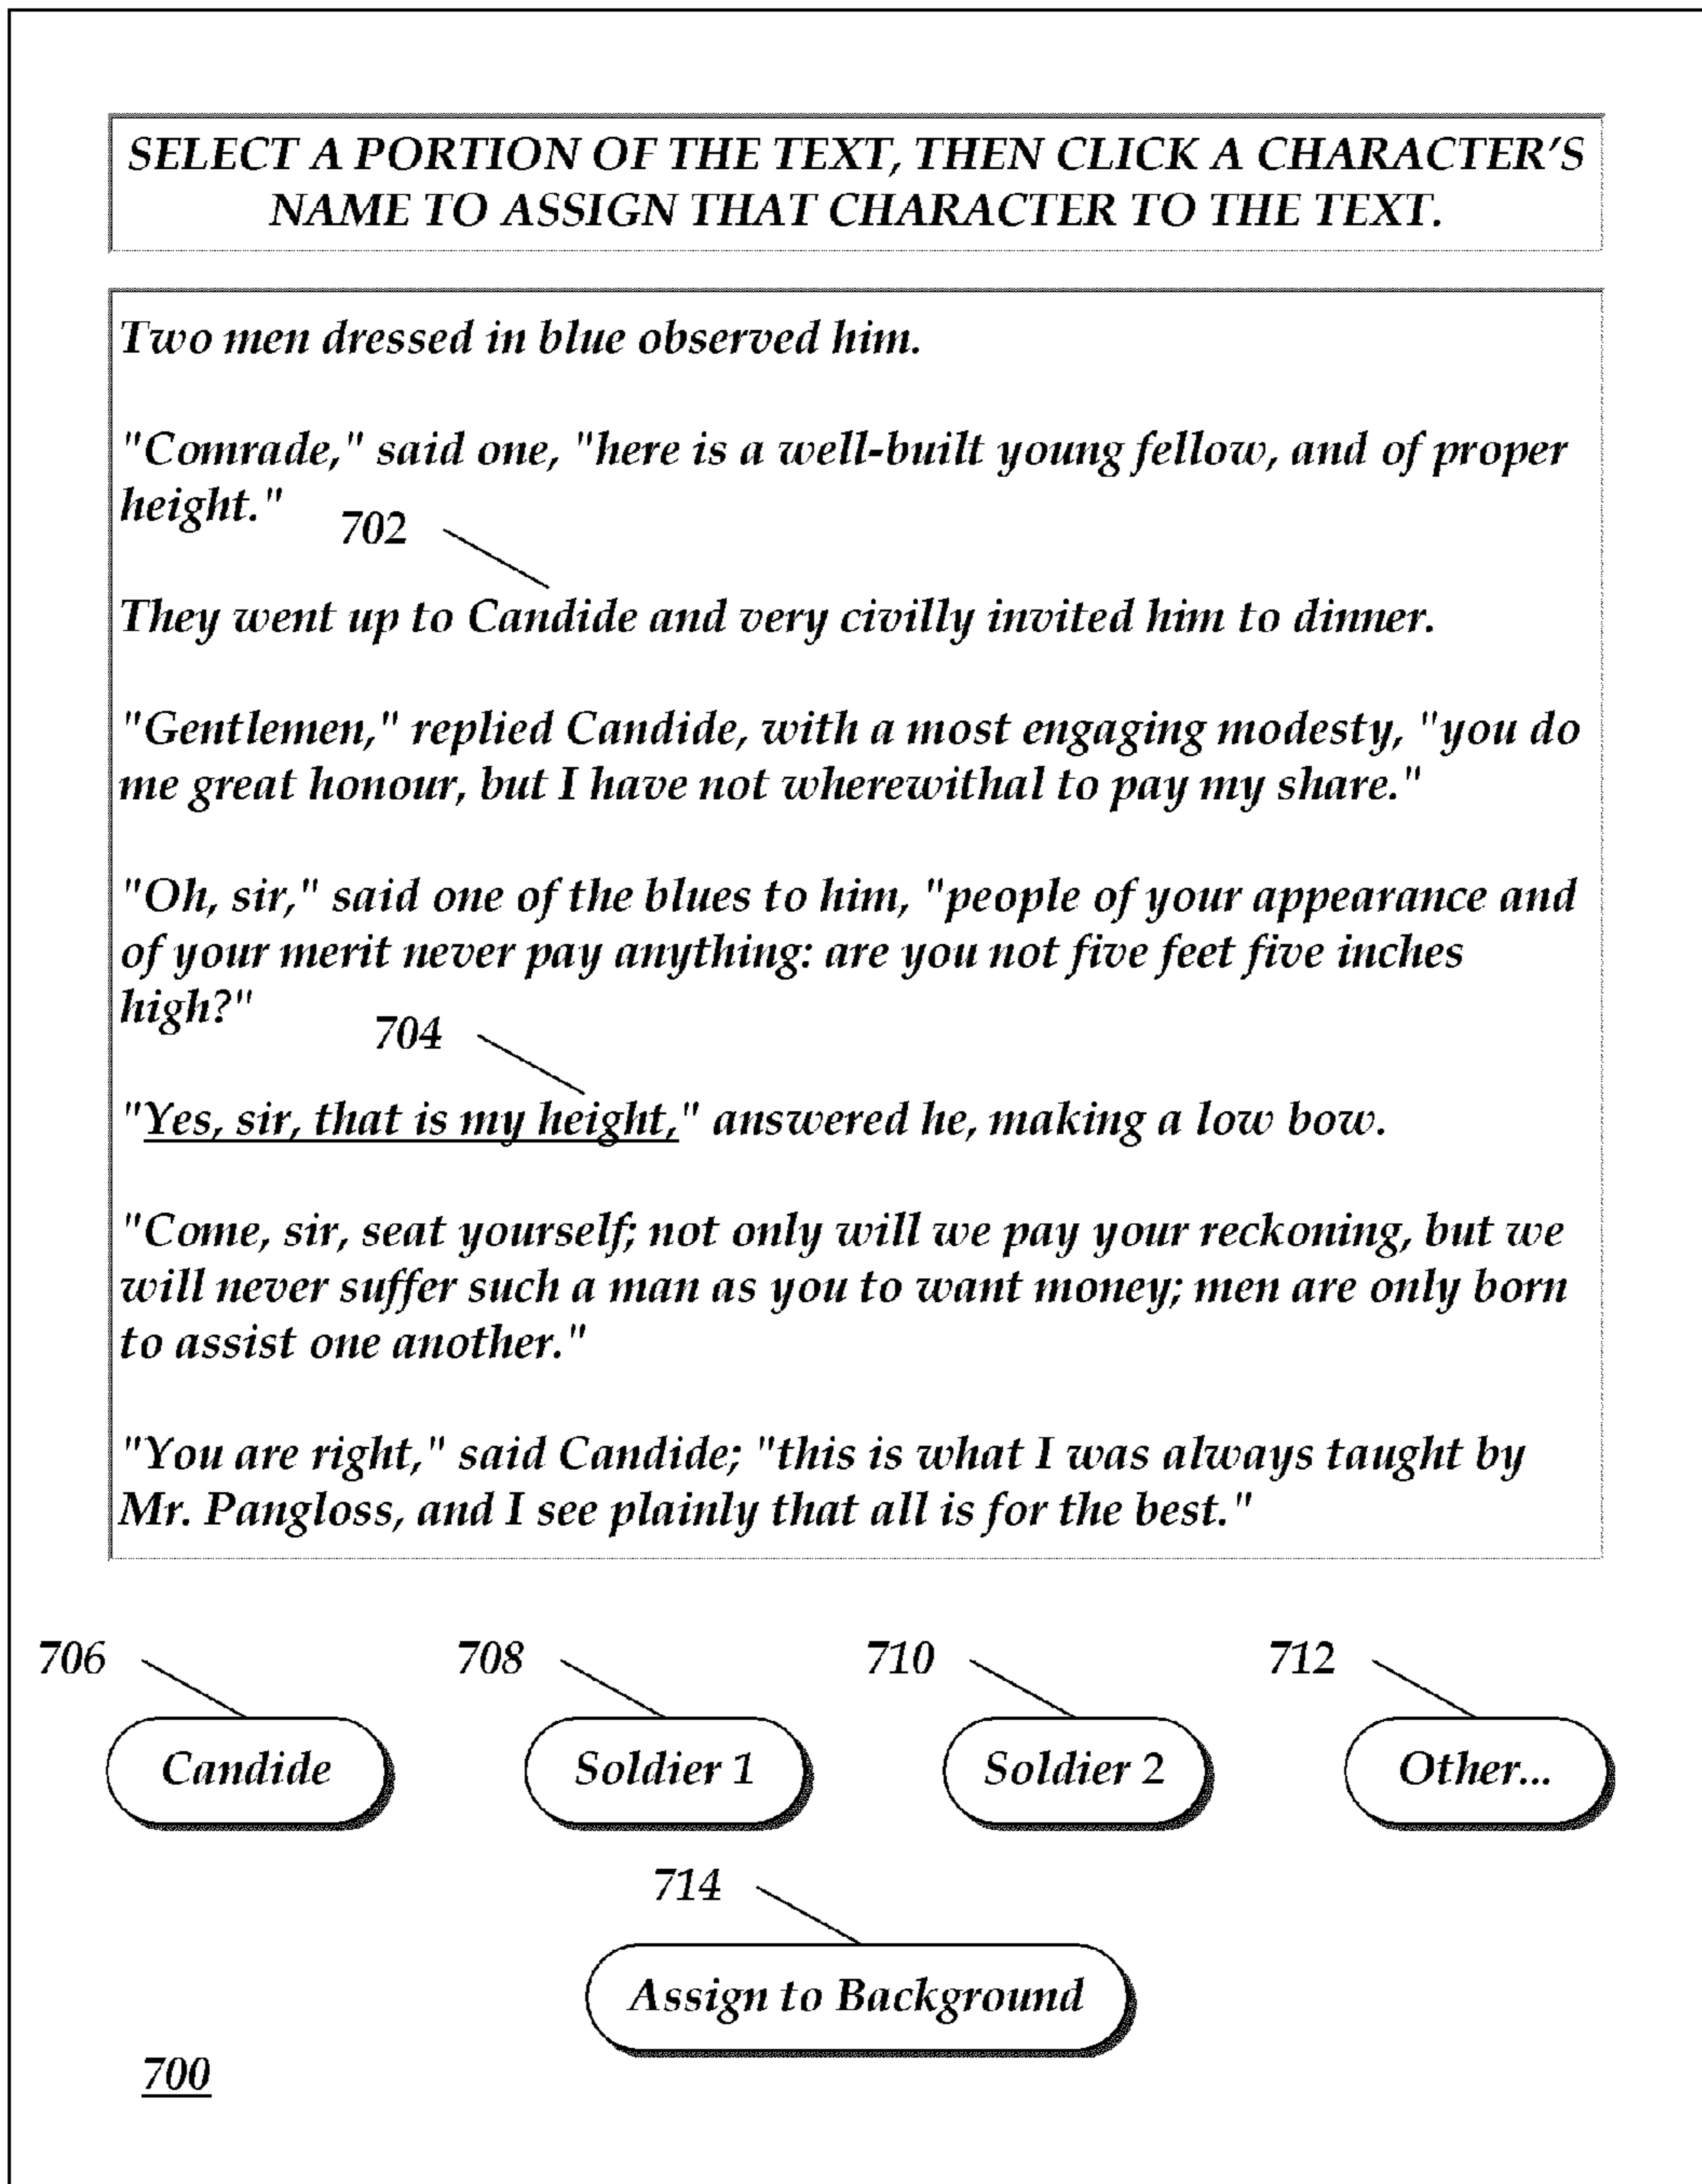 SELECT A PORTION OF THE TEXT, THEN CLICK A CHARACTER'S
NAME TO ASSIGN THAT CHARACTER TO THE TEXT.
Two men dressed in blue observed him.
"Comrade," said one, "here is a well-built young fellow, and of proper
height."
702
They went up to Candide and very civilly invited him to dinner.
"Gentlemen," replied Candide, with a most engaging modesty, "you do
me great honour, but I have not wherewithal to pay my share."
"Oh, sir," said one of the blues to him, "people of your appearance and
of your merit never pay anything: are you not five feet five inches
high?"
704
"Yes, sir, that is my height," answered he, making a low bow.
"Come, sir, seat yourself; not only will we pay your reckoning, but we
will never suffer such a man as you to want money; men are only born
to assist one another."
"You are right," said Candide; "this is what I was always taught by
Mr. Pangloss, and I see plainly that all is for the best."
706 708 710 712
Candide Soldier 1 Soldier 2 Other...
714
Assign to Background
700